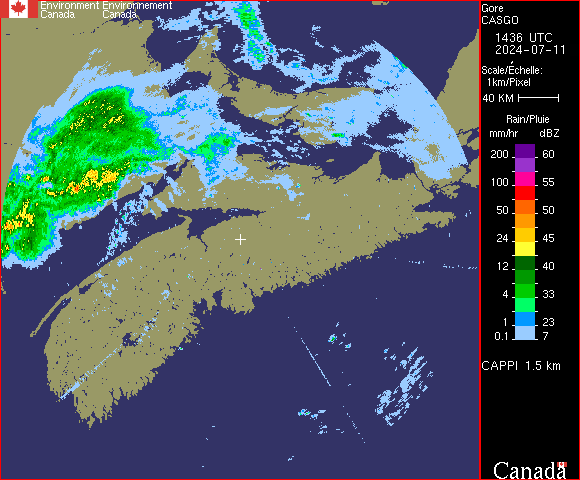 Environment Environnement
Canada Canada
Gore
CASGO
1436 UTC
2024-07-11
Scale/Échelle:
1km/Pixel
40 KM
Rain/Pluie
mm/hr dBZ
200 60
100 55
50 50
24 45
12 40
4 33
1 23
0.1 7
CAPPI 1.5 km
Canada